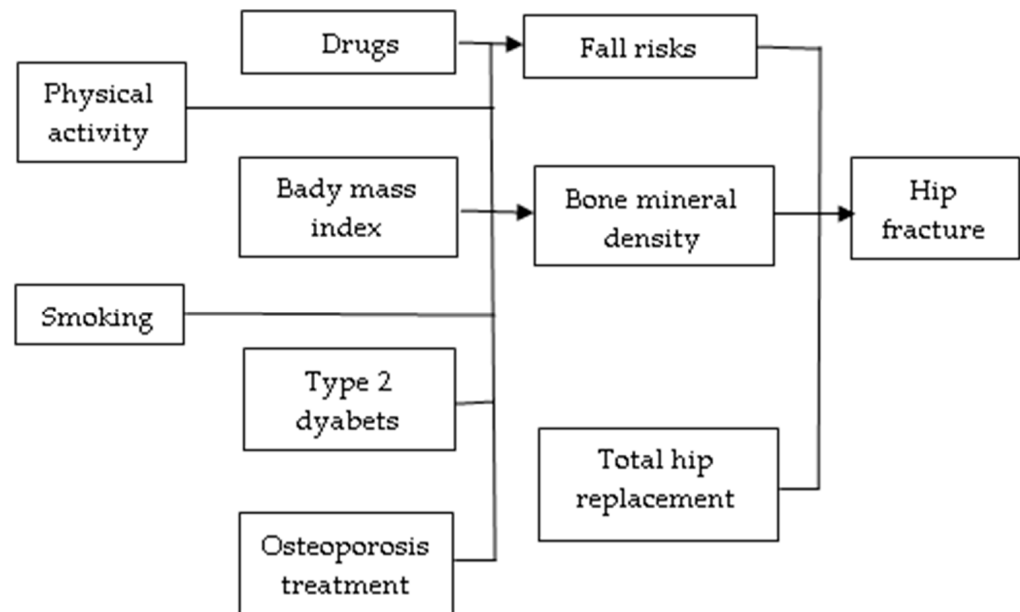 Drugs
Fall risks
Physical
activity
Bady mass
index
Bone mineral
density
Hip
fracture
Smoking
Type 2
dyabets
Total hip
replacement
Osteoporosis
treatment